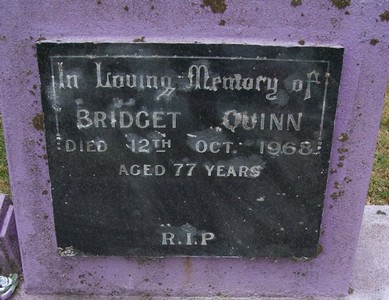 In Loving Memory of
BRIDGET QUINN
DIED 12TH OCT. 1968
AGED 77 YEARS
R.I.P